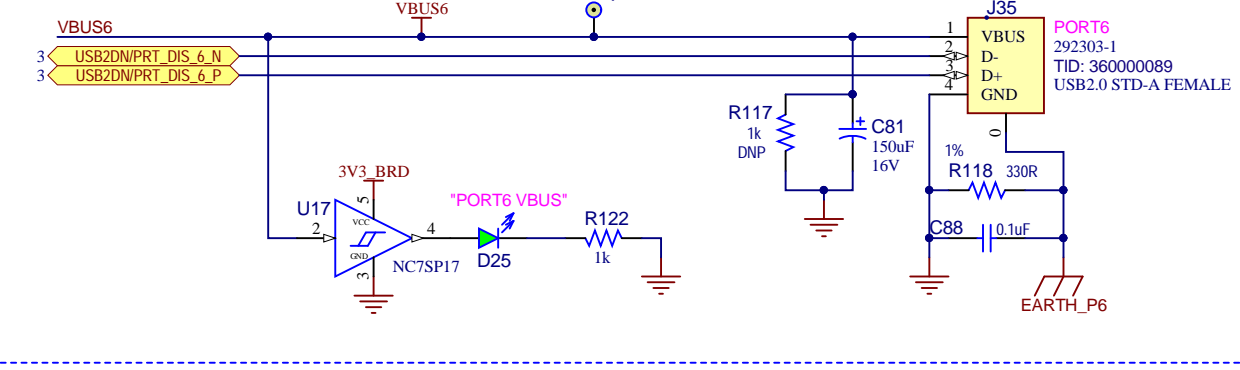 VBUS6
VBUS6
3 USB2DN/PRT_DIS_6_N
3 USB2DN/PRT_DIS_6_P
J35
PORT6
292303-1
TID: 360000089
USB2.0 STD-A FEMALE
1 VBUS
2 D-
3 D+
4 GND
0
R117
1k
DNP
C81
150uF
16V
1%
R118 330R
C88 0.1uF
EARTH_P6
3V3_BRD
U17
5
VCC
2
4
GND
3
NC7SP17
"PORT6 VBUS"
D25
R122
1k